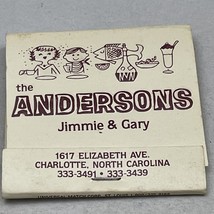 the
ANDERSONS
Jimmie & Gary
1617 ELIZABETH AVE.
CHARLOTTE, NORTH CAROLINA
333-3491 • 333-3439